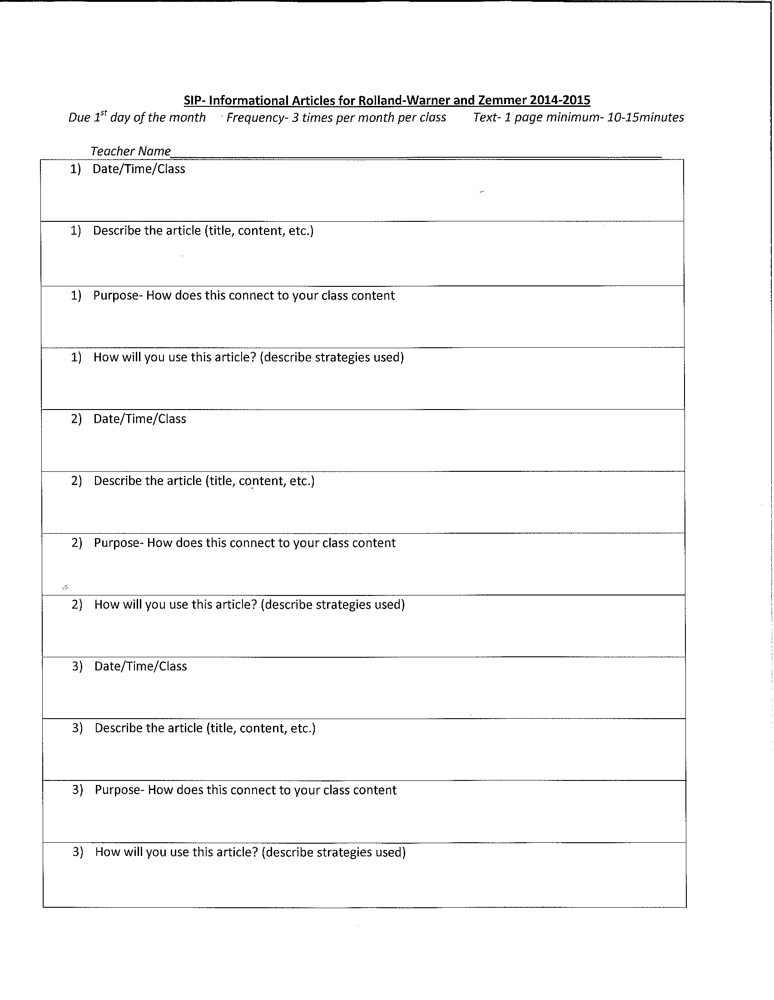 SIP- Informational Articles for Rolland-Warner and Zemmer 2014-2015
Due 1st day of the month Frequency- 3 times per month per class Text- 1 page minimum- 10-15minutes
Teacher Name
1) Date/Time/Class
1) Describe the article (title, content, etc.)
1) Purpose- How does this connect to your class content
1) How will you use this article? (describe strategies used)
2) Date/Time/Class
2) Describe the article (title, content, etc.)
2) Purpose- How does this connect to your class content
2) How will you use this article? (describe strategies used)
3) Date/Time/Class
3) Describe the article (title, content, etc.)
3) Purpose- How does this connect to your class content
3) How will you use this article? (describe strategies used)